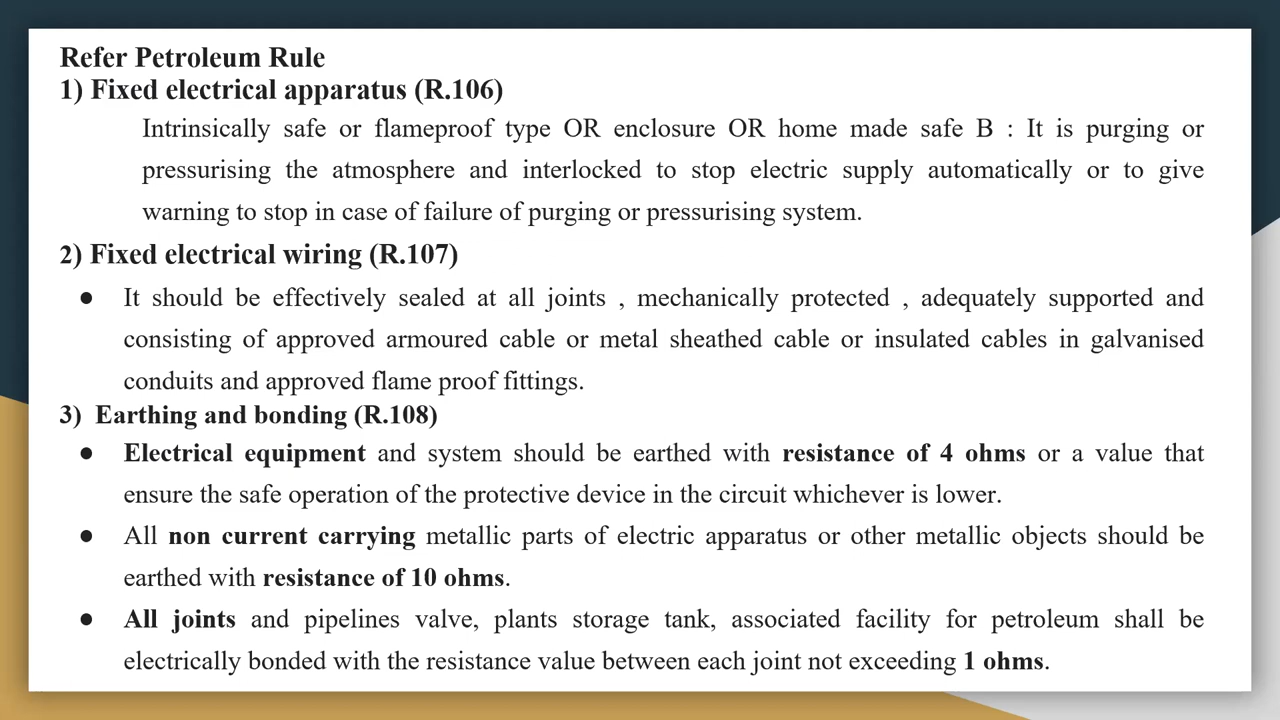 Refer Petroleum Rule
1) Fixed electrical apparatus (R.106)
Intrinsically safe or flameproof type OR enclosure OR home made safe B : It is purging or
pressurising the atmosphere and interlocked to stop electric supply automatically or to give
warning to stop in case of failure of purging or pressurising system.
2) Fixed electrical wiring (R.107)
● It should be effectively sealed at all joints , mechanically protected , adequately supported and
consisting of approved armoured cable or metal sheathed cable or insulated cables in galvanised
conduits and approved flame proof fittings.
3) Earthing and bonding (R.108)
● Electrical equipment and system should be earthed with resistance of 4 ohms or a value that
ensure the safe operation of the protective device in the circuit whichever is lower.
● All non current carrying metallic parts of electric apparatus or other metallic objects should be
earthed with resistance of 10 ohms.
● All joints and pipelines valve, plants storage tank, associated facility for petroleum shall be
electrically bonded with the resistance value between each joint not exceeding 1 ohms.